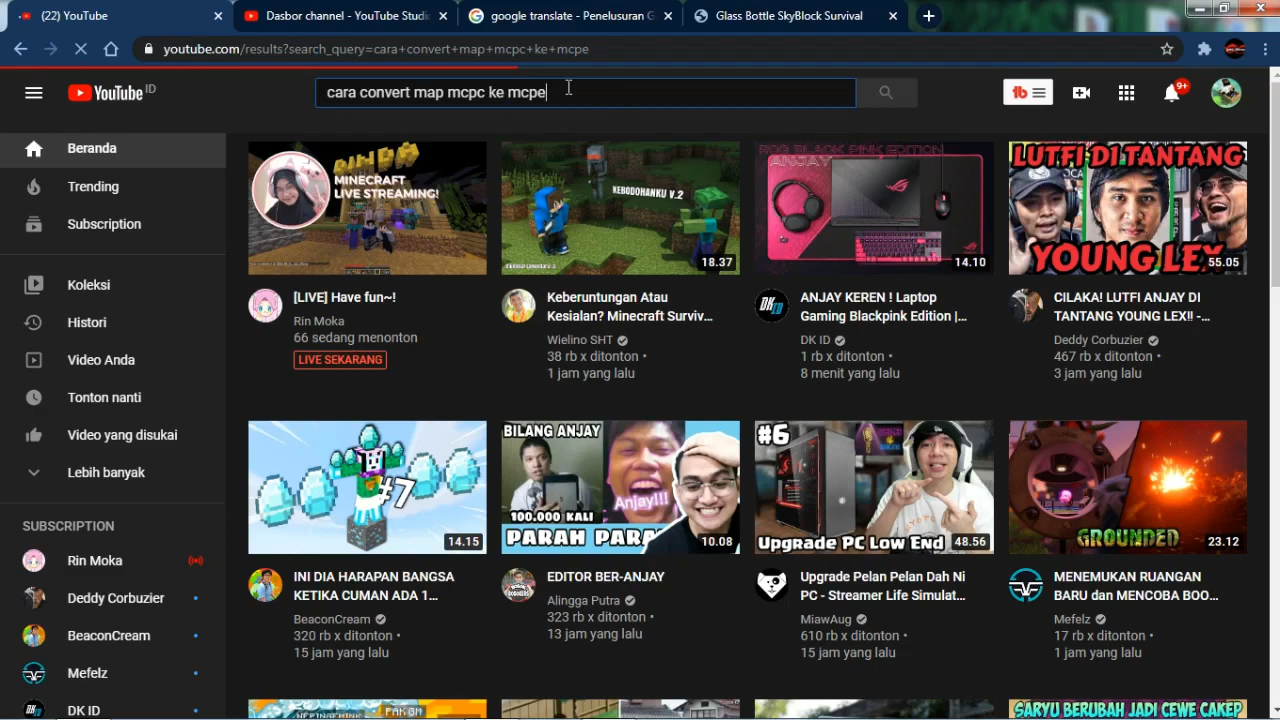 (22) YouTube
Dasbor channel - YouTube Studi
google translate - Penelusuran G
Glass Bottle SkyBlock Survival
youtube.com/results?search_query=cara+convert+map+mcpc+ke+mcpe
YouTube ID
cara convert map mcpc ke mcpe
9+
Beranda
Trending
Subscription
Koleksi
Histori
Video Anda
Tonton nanti
Video yang disukai
Lebih banyak
SUBSCRIPTION
Rin Moka
Deddy Corbuzier
BeaconCream
Mefelz
DK ID
MINECRAFT
LIVE STREAMING!
[LIVE] Have fun~!
Rin Moka
66 sedang menonton
LIVE SEKARANG
KEBODOHANKU V.2
18.37
Keberuntungan Atau
Kesialan? Minecraft Surviv...
Wielino SHT
38 rb x ditonton •
1 jam yang lalu
ROG BLACK PINK EDITION
ANJAY
14.10
ANJAY KEREN ! Laptop
Gaming Blackpink Edition |...
DK ID
1 rb x ditonton •
8 menit yang lalu
LUTFI DI TANTANG
YOUNG LEX
55.05
CILAKA! LUTFI ANJAY DI
TANTANG YOUNG LEX!! -...
Deddy Corbuzier
467 rb x ditonton •
3 jam yang lalu
#7
14.15
INI DIA HARAPAN BANGSA
KETIKA CUMAN ADA 1...
BeaconCream
320 rb x ditonton •
15 jam yang lalu
BILANG ANJAY
Anjay!!!
100.000 KALI
PARAH PARA
10.08
EDITOR BER-ANJAY
Alingga Putra
323 rb x ditonton •
13 jam yang lalu
#6
Upgrade PC Low End
48.56
Upgrade Pelan Pelan Dah Ni
PC - Streamer Life Simulat...
MiawAug
610 rb x ditonton •
15 jam yang lalu
GROUNDED
23.12
MENEMUKAN RUANGAN
BARU dan MENCOBA BOO...
Mefelz
17 rb x ditonton •
1 jam yang lalu
SARYU BERUBAH JADI CEWE CAKEP